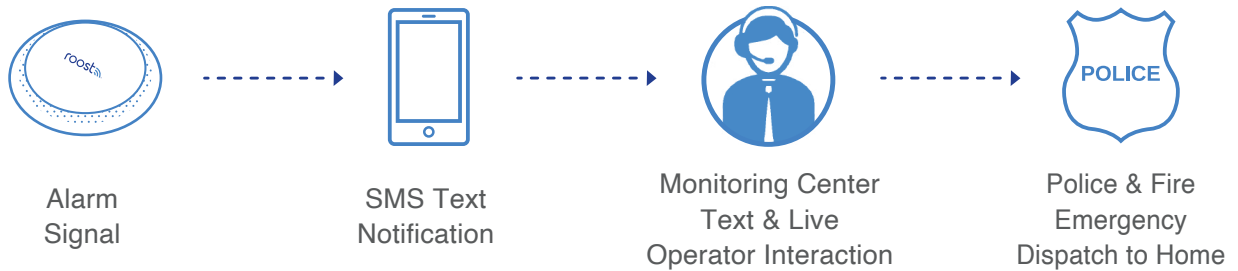 roost
POLICE
Alarm
Signal
SMS Text
Notification
Monitoring Center
Text & Live
Operator Interaction
Police & Fire
Emergency
Dispatch to Home